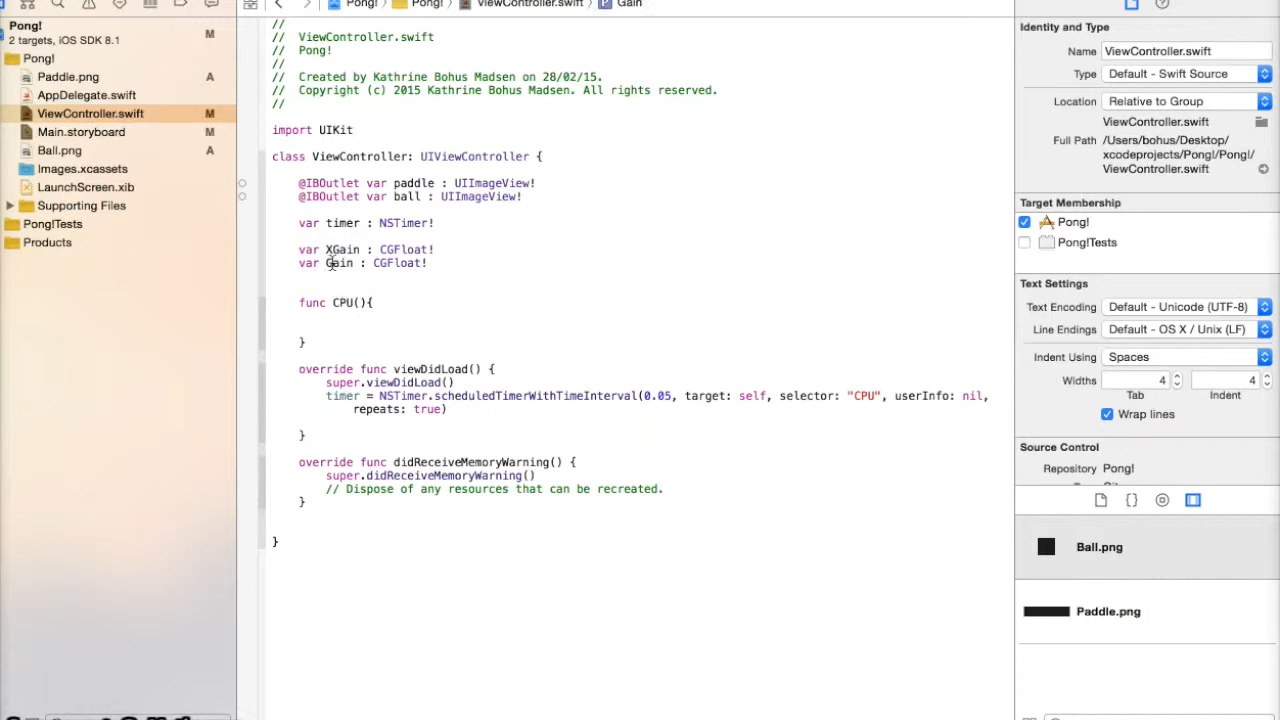 Pong!
Pong!
ViewController.swift
P Gain
Pong!
2 targets, iOS SDK 8.1
M
Pong!
Paddle.png A
AppDelegate.swift
ViewController.swift M
Main.storyboard M
Ball.png A
Images.xcassets
LaunchScreen.xib
Supporting Files
Pong!Tests
Products
//
// ViewController.swift
// Pong!
//
// Created by Kathrine Bohus Madsen on 28/02/15.
// Copyright (c) 2015 Kathrine Bohus Madsen. All rights reserved.
//
import UIKit
class ViewController: UIViewController {
@IBOutlet var paddle : UIImageView!
@IBOutlet var ball : UIImageView!
var timer : NSTimer!
var XGain : CGFloat!
var Gain : CGFloat!
func CPU(){
}
override func viewDidLoad() {
super.viewDidLoad()
timer = NSTimer.scheduledTimerWithTimeInterval(0.05, target: self, selector: "CPU", userInfo: nil,
repeats: true)
}
override func didReceiveMemoryWarning() {
super.didReceiveMemoryWarning()
// Dispose of any resources that can be recreated.
}
}
Identity and Type
Name ViewController.swift
Type Default - Swift Source
Location Relative to Group
ViewController.swift
Full Path /Users/bohus/Desktop/
xcodeprojects/Pong!/Pong!/
ViewController.swift
Target Membership
Pong!
Pong!Tests
Text Settings
Text Encoding Default - Unicode (UTF-8)
Line Endings Default - OS X / Unix (LF)
Indent Using Spaces
Widths 4 4
Tab Indent
Wrap lines
Source Control
Repository Pong!
{}
Ball.png
Paddle.png